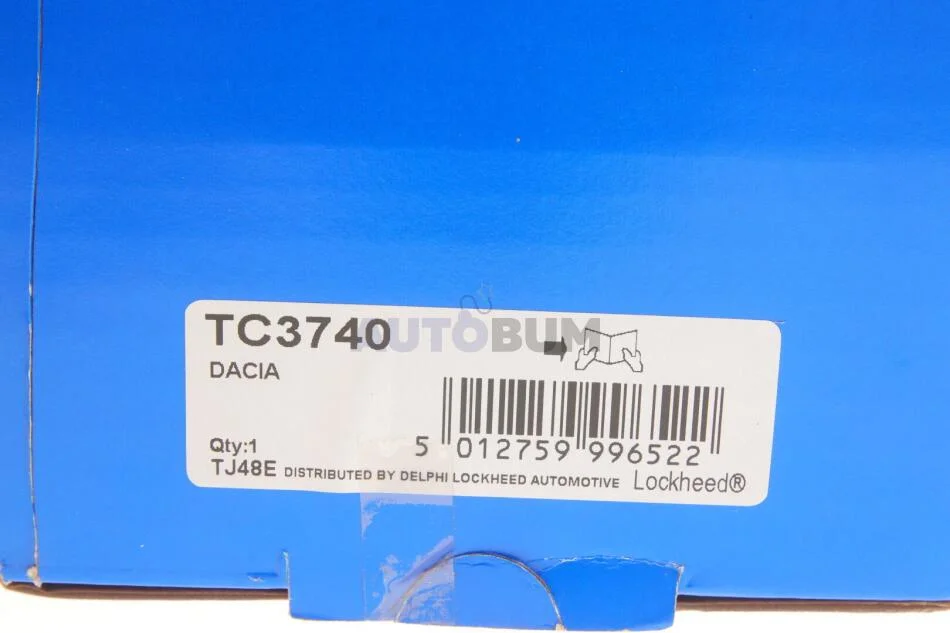 TC3740
AUTOBUM
DACIA
5 012759 996522
Qty:1
TJ48E DISTRIBUTED BY DELPHI LOCKHEED AUTOMOTIVE Lockheed®